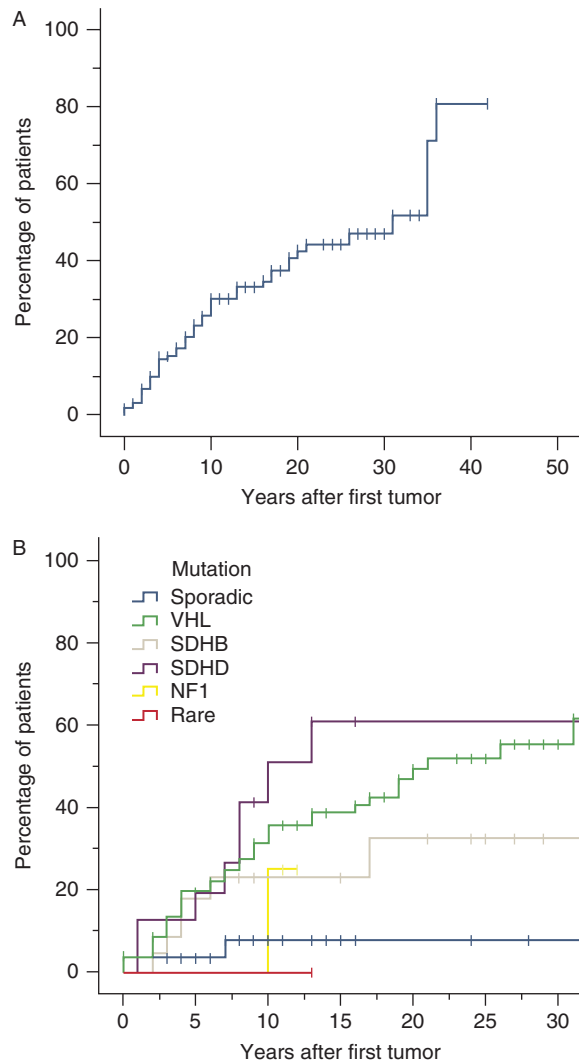 A
100
80
60
40
20
0
Percentage of patients
0 10 20 30 40 50
Years after first tumor
B
100
80
60
40
20
0
Percentage of patients
Mutation
Sporadic
VHL
SDHB
SDHD
NF1
Rare
0 5 10 15 20 25 30
Years after first tumor